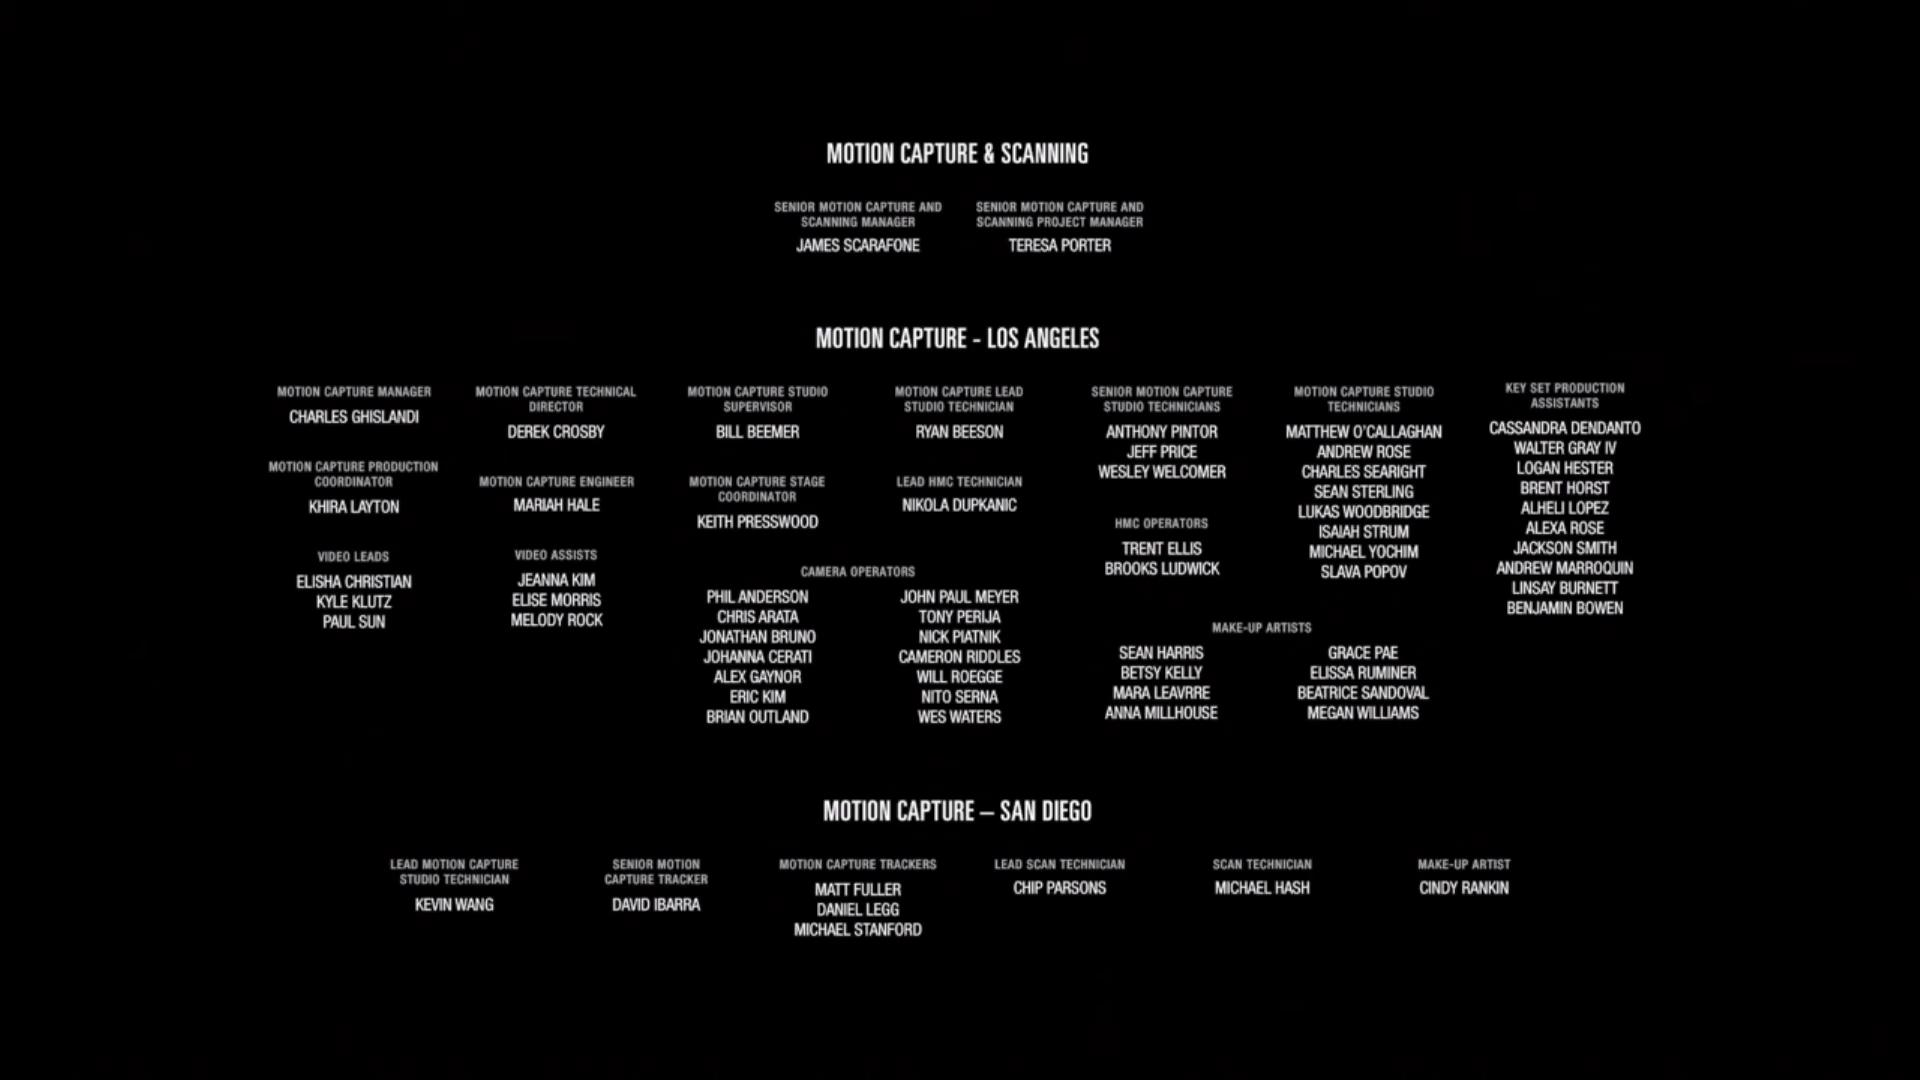 MOTION CAPTURE & SCANNING
SENIOR MOTION CAPTURE AND
SCANNING MANAGER
JAMES SCARAFONE
SENIOR MOTION CAPTURE AND
SCANNING PROJECT MANAGER
TERESA PORTER
MOTION CAPTURE - LOS ANGELES
MOTION CAPTURE MANAGER
CHARLES GHISLANDI
MOTION CAPTURE PRODUCTION
COORDINATOR
KHIRA LAYTON
VIDEO LEADS
ELISHA CHRISTIAN
KYLE KLUTZ
PAUL SUN
MOTION CAPTURE TECHNICAL
DIRECTOR
DEREK CROSBY
MOTION CAPTURE ENGINEER
MARIAH HALE
VIDEO ASSISTS
JEANNA KIM
ELISE MORRIS
MELODY ROCK
MOTION CAPTURE STUDIO
SUPERVISOR
BILL BEEMER
MOTION CAPTURE STAGE
COORDINATOR
KEITH PRESSWOOD
MOTION CAPTURE LEAD
STUDIO TECHNICIAN
RYAN BEESON
LEAD HMC TECHNICIAN
NIKOLA DUPKANIC
CAMERA OPERATORS
PHIL ANDERSON
CHRIS ARATA
JONATHAN BRUNO
JOHANNA CERATI
ALEX GAYNOR
ERIC KIM
BRIAN OUTLAND
JOHN PAUL MEYER
TONY PERIJA
NICK PIATNIK
CAMERON RIDDLES
WILL ROEGGE
NITO SERNA
WES WATERS
SENIOR MOTION CAPTURE
STUDIO TECHNICIANS
ANTHONY PINTOR
JEFF PRICE
WESLEY WELCOMER
HMC OPERATORS
TRENT ELLIS
BROOKS LUDWICK
MOTION CAPTURE STUDIO
TECHNICIANS
MATTHEW O'CALLAGHAN
ANDREW ROSE
CHARLES SEARIGHT
SEAN STERLING
LUKAS WOODBRIDGE
ISAIAH STRUM
MICHAEL YOCHIM
SLAVA POPOV
MAKE-UP ARTISTS
SEAN HARRIS
BETSY KELLY
MARA LEAVRRE
ANNA MILLHOUSE
GRACE PAE
ELISSA RUMINER
BEATRICE SANDOVAL
MEGAN WILLIAMS
KEY SET PRODUCTION
ASSISTANTS
CASSANDRA DENDANTO
WALTER GRAY IV
LOGAN HESTER
BRENT HORST
ALHELI LOPEZ
ALEXA ROSE
JACKSON SMITH
ANDREW MARROQUIN
LINSAY BURNETT
BENJAMIN BOWEN
MOTION CAPTURE – SAN DIEGO
LEAD MOTION CAPTURE
STUDIO TECHNICIAN
KEVIN WANG
SENIOR MOTION
CAPTURE TRACKER
DAVID IBARRA
MOTION CAPTURE TRACKERS
MATT FULLER
DANIEL LEGG
MICHAEL STANFORD
LEAD SCAN TECHNICIAN
CHIP PARSONS
SCAN TECHNICIAN
MICHAEL HASH
MAKE-UP ARTIST
CINDY RANKIN